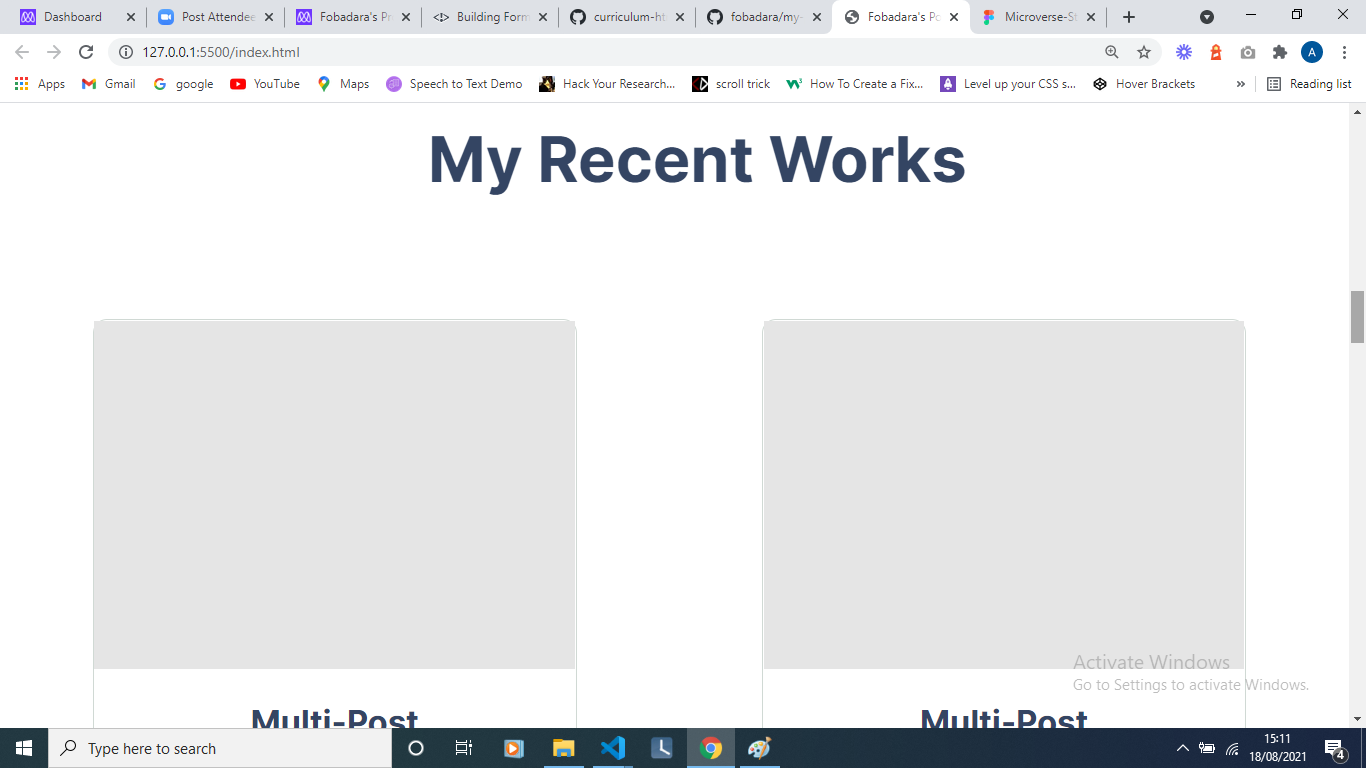 Dashboard
Post Attendee
Fobadara's Pr
Building Form
curriculum-ht
fobadara/my-
Fobadara's Po
Microverse-St
127.0.0.1:5500/index.html
A
Apps
Gmail
google
YouTube
Maps
Speech to Text Demo
Hack Your Research...
scroll trick
How To Create a Fix...
Level up your CSS s...
Hover Brackets
»
Reading list
My Recent Works
Multi-Post
Multi-Post
Activate Windows
Go to Settings to activate Windows.
Type here to search
15:11
18/08/2021
4